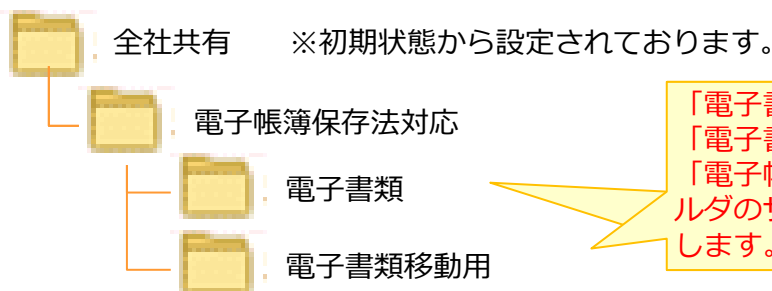 全社共有　　※初期状態から設定されております。
電子帳簿保存法対応
電子書類
電子書類移動用
「電子書
「電子書
「電子帳
ルダのサ
します。